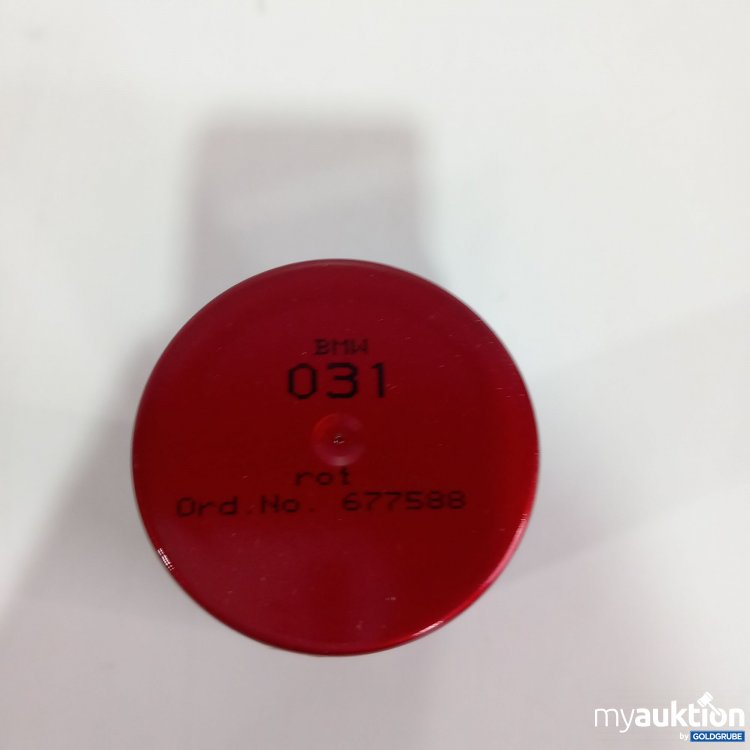 BMW
031
rot
Ord.No. 677588
myauktion
by GOLDGRUBE